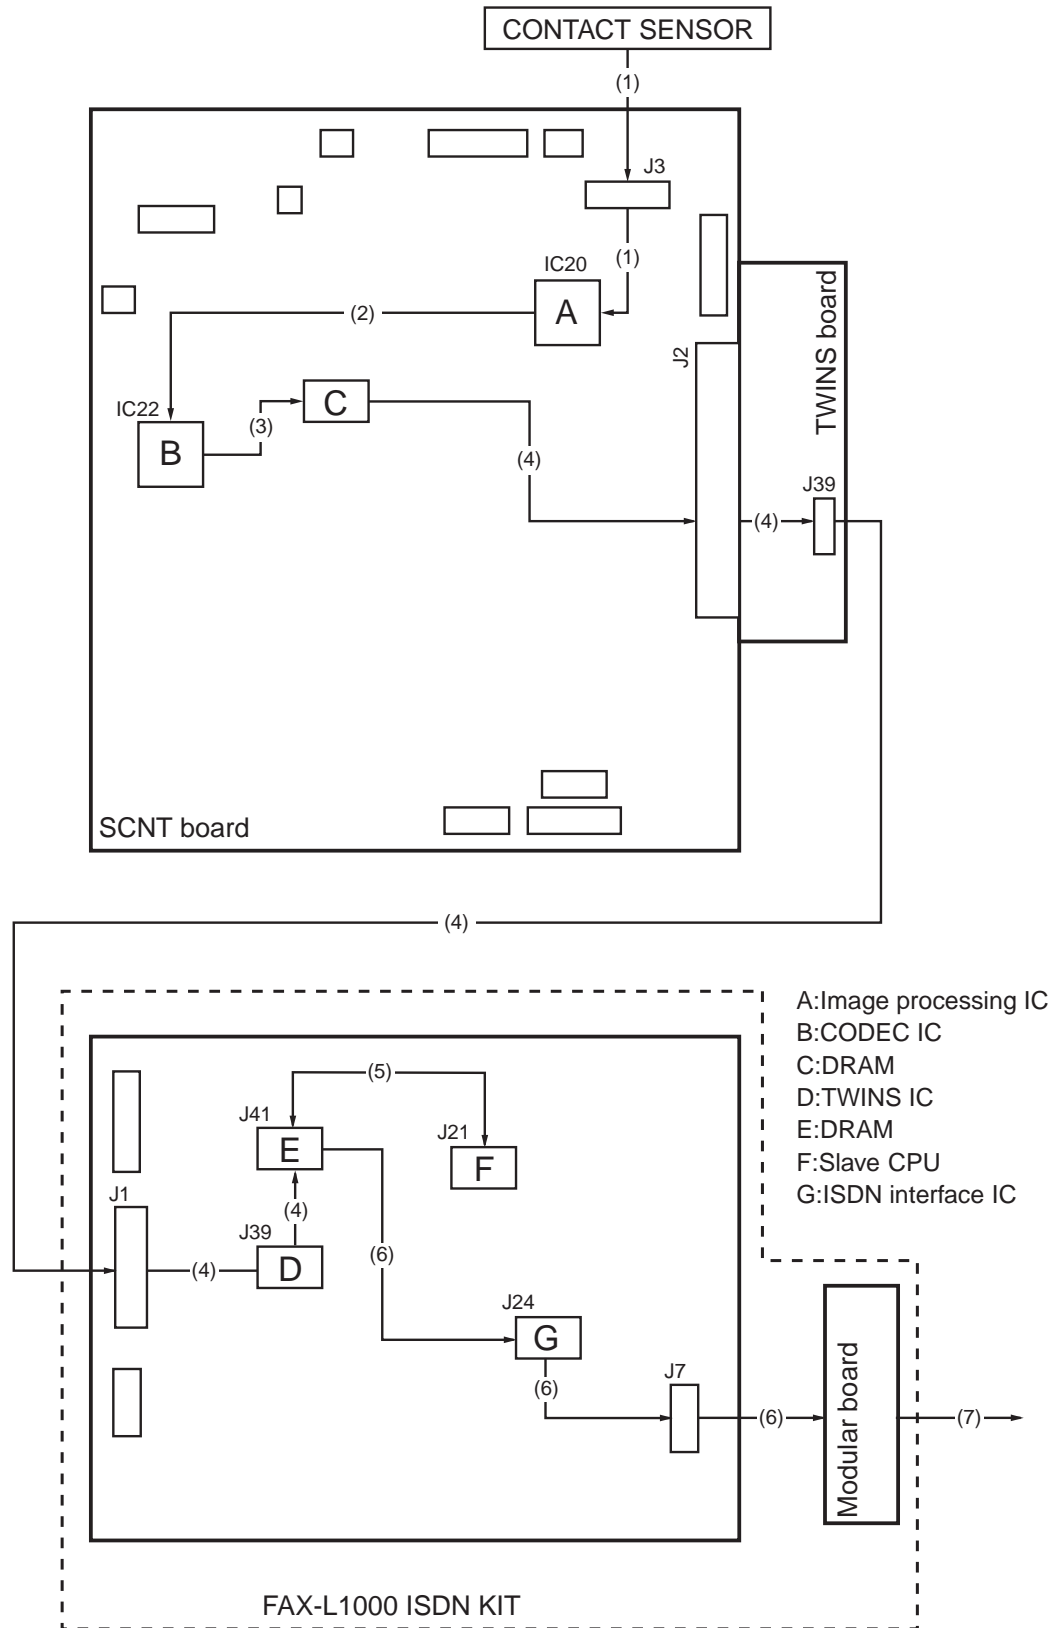 CONTACT SENSOR
(1)
J3
(1)
IC20
A
(2)
TWINS board
J2
C
IC22
(3)
B
(4)
J39
(4)
SCNT board
(4)
A:Image processing IC
B:CODEC IC
C:DRAM
D:TWINS IC
E:DRAM
F:Slave CPU
G:ISDN interface IC
(5)
J41
E
J21
F
J1
(4)
J39
(4)
D
(6)
J24
G
J7
(6)
(6)
(7)
Modular board
FAX-L1000 ISDN KIT